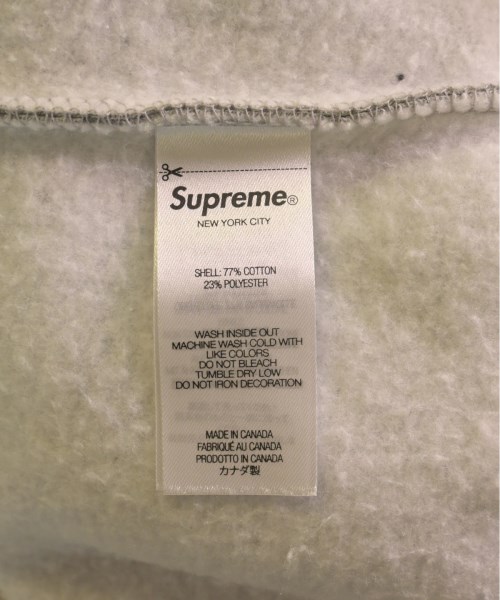 Supreme®
NEW YORK CITY
SHELL: 77% COTTON
23% POLYESTER
WASH INSIDE OUT
MACHINE WASH COLD WITH
LIKE COLORS
DO NOT BLEACH
TUMBLE DRY LOW
DO NOT IRON DECORATION
MADE IN CANADA
FABRIQUÉ AU CANADA
PRODOTTO IN CANADA
カナダ製